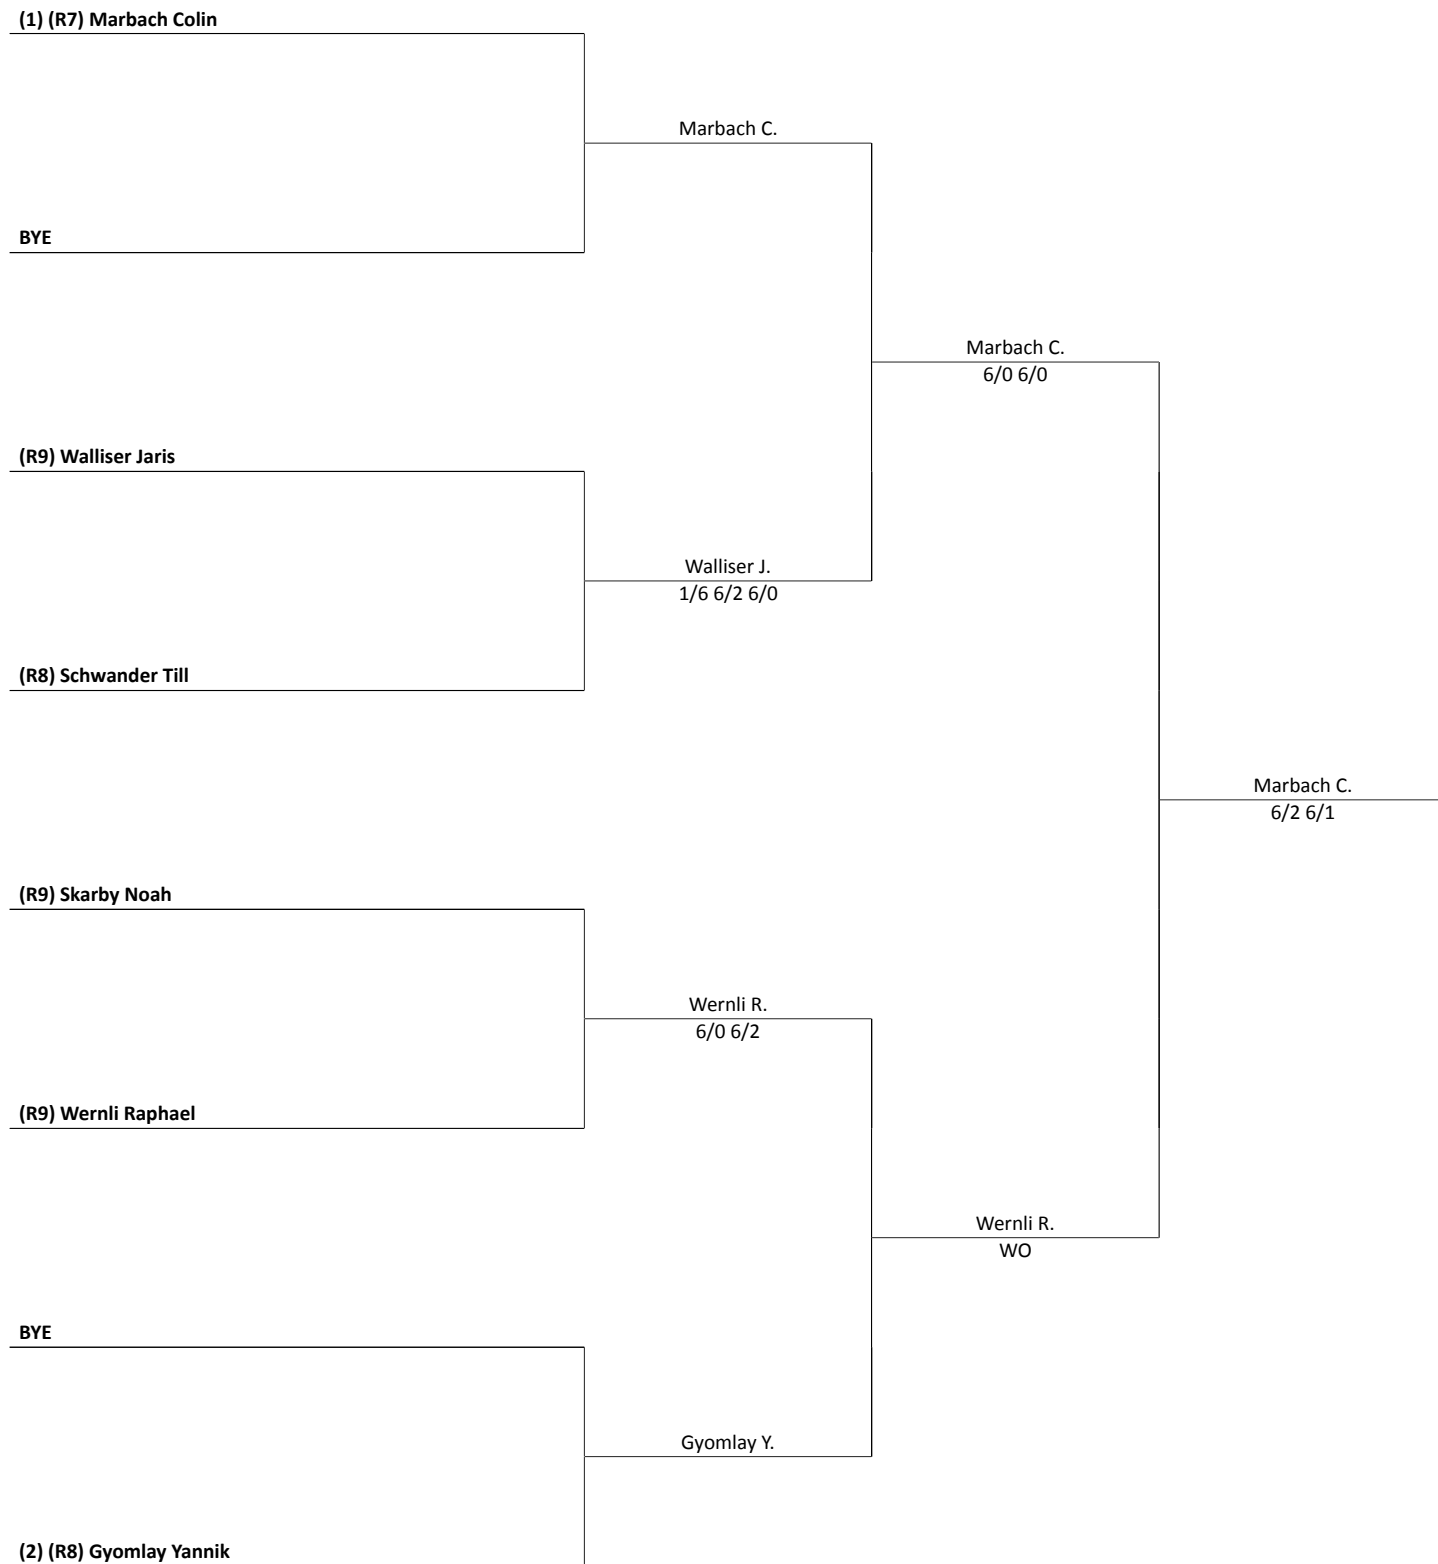 (1) (R7) Marbach Colin
Marbach C.
BYE
Marbach C.
6/0 6/0
(R9) Walliser Jaris
Walliser J.
1/6 6/2 6/0
(R8) Schwander Till
Marbach C.
6/2 6/1
(R9) Skarby Noah
Wernli R.
6/0 6/2
(R9) Wernli Raphael
Wernli R.
WO
BYE
Gyomlay Y.
(2) (R8) Gyomlay Yannik